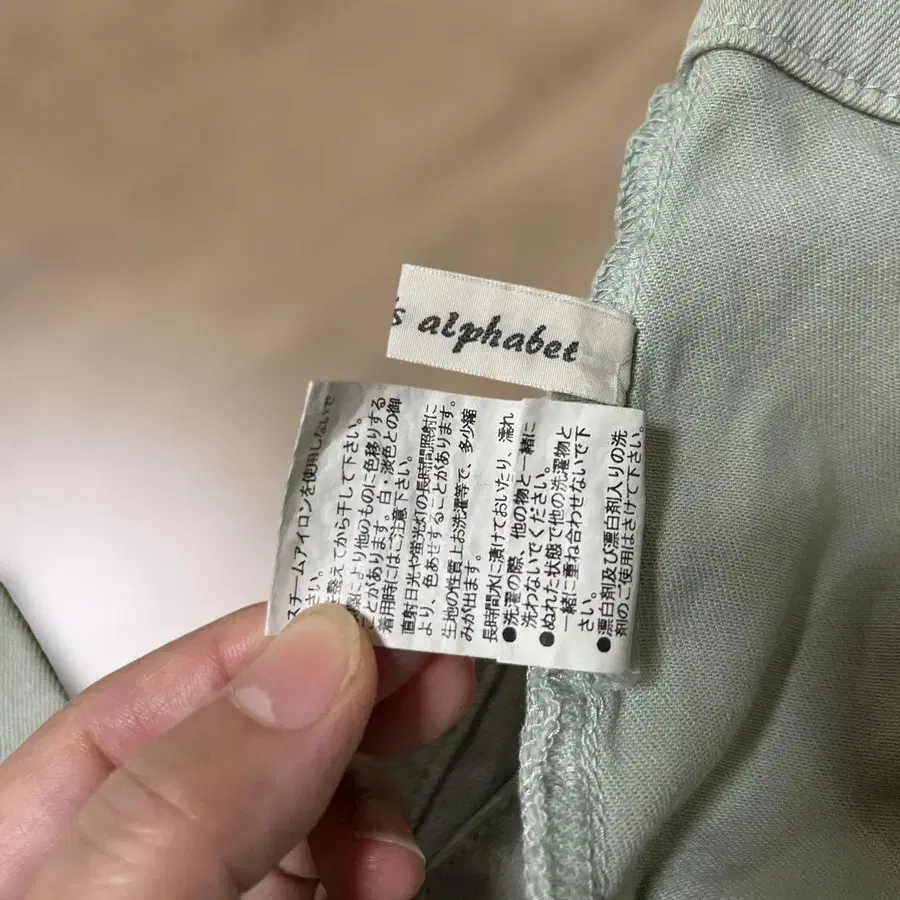 's alphabet
スチームアイロンを使用しないで
さい。
を整えてから干して下さい。
により他のものに色移りする
ことがあります。白・淡色との御
着用時にはご注意下さい。
直射日光や蛍光灯の長時間照射に
より、色あせすることがあります。
生地の性質上お洗濯等で、多少縮
みが出ます。
長時間水に漬けておいたり、濡れ
●洗濯の際、他の物と一緒に
洗わないでください。
●ぬれた状態で他の洗濯物と
一緒に重ね合わせないで下
さい。
●漂白剤及び漂白剤入りの洗
剤のご使用はさけて下さい。